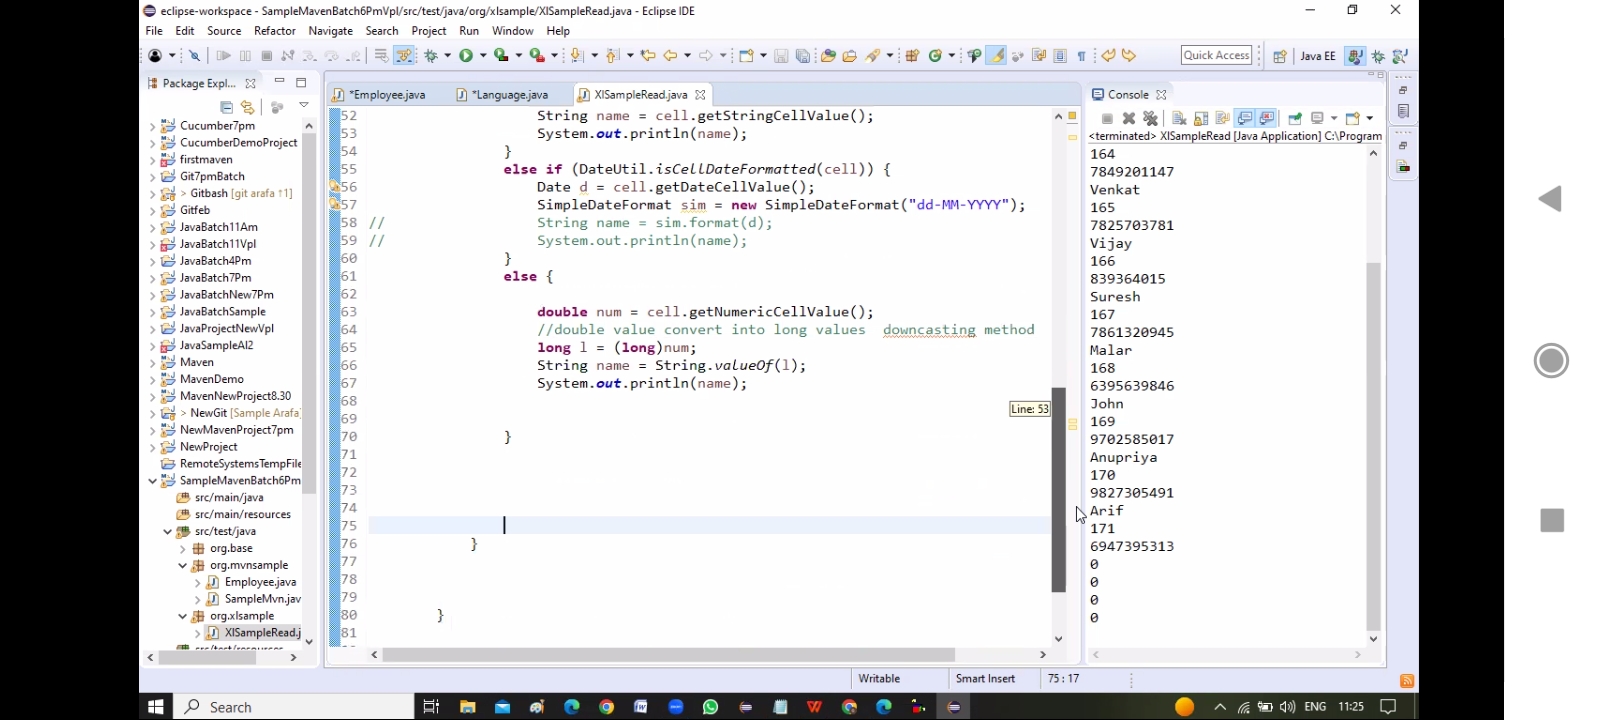 eclipse-workspace - SampleMavenBatch6PmVpl/src/test/java/org/xlsample/XlSampleRead.java - Eclipse IDE
File Edit Source Refactor Navigate Search Project Run Window Help
Quick Access Java EE
Package Expl...
*Employee.java *Language.java XlSampleRead.java
Console
<terminated> XlSampleRead [Java Application] C:\Program
Cucumber7pm
CucumberDemoProject
firstmaven
Git7pmBatch
> Gitbash [git arafa ↑1]
Gitfeb
JavaBatch11Am
JavaBatch11Vpl
JavaBatch4Pm
JavaBatch7Pm
JavaBatchNew7Pm
JavaBatchSample
JavaProjectNewVpl
JavaSampleAl2
Maven
MavenDemo
MavenNewProject8.30
> NewGit [Sample Arafa
NewMavenProject7pm
NewProject
RemoteSystemsTempFile
SampleMavenBatch6Pm
src/main/java
src/main/resources
src/test/java
org.base
org.mvnsample
Employee.java
SampleMvn.jav
org.xlsample
XlSampleRead.j
src/test/resources
52 String name = cell.getStringCellValue();
53 System.out.println(name);
54 }
55 else if (DateUtil.isCellDateFormatted(cell)) {
56 Date d = cell.getDateCellValue();
57 SimpleDateFormat sim = new SimpleDateFormat("dd-MM-YYYY");
58 // String name = sim.format(d);
59 // System.out.println(name);
60 }
61 else {
62
63 double num = cell.getNumericCellValue();
64 //double value convert into long values downcasting method
65 long l = (long)num;
66 String name = String.valueOf(l);
67 System.out.println(name);
68
69
70 }
71
72
73
74
75
76 }
77
78
79
80 }
81
Line: 53
164
7849201147
Venkat
165
7825703781
Vijay
166
839364015
Suresh
167
7861320945
Malar
168
6395639846
John
169
9702585017
Anupriya
170
9827305491
Arif
171
6947395313
0
0
0
0
Writable Smart Insert 75 : 17
Search
ENG 11:25